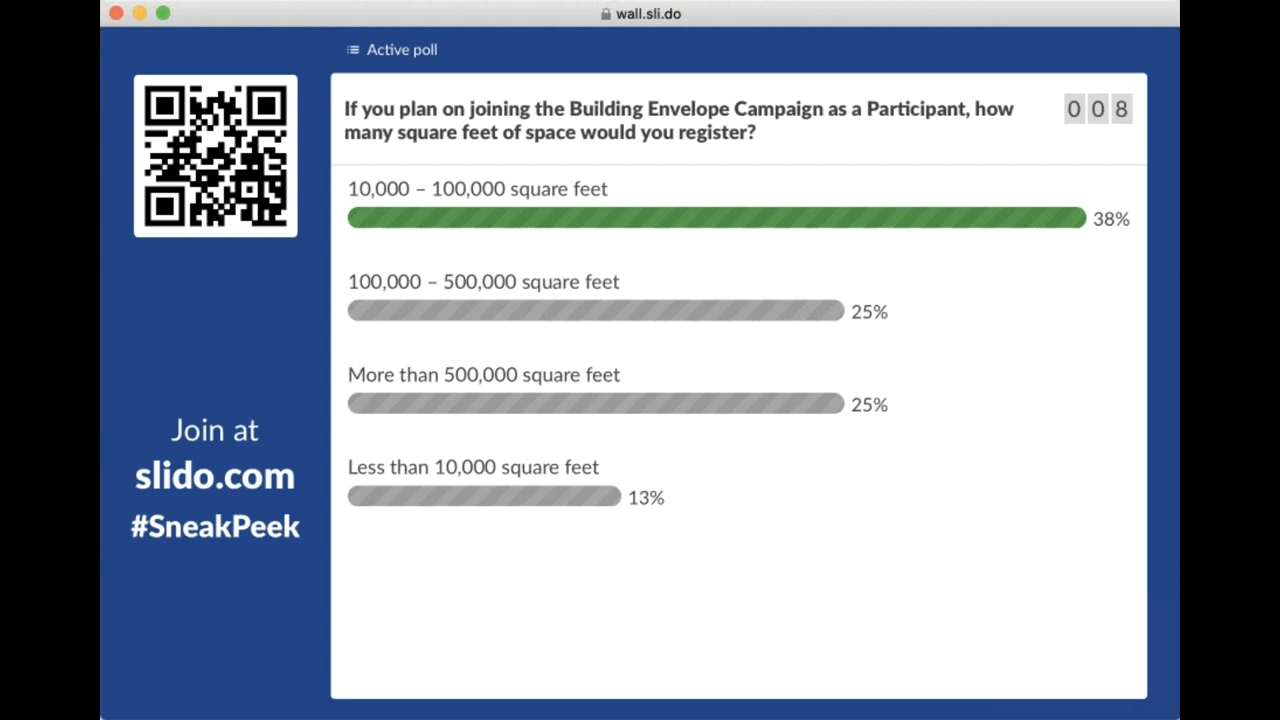 wall.sli.do
Active poll
If you plan on joining the Building Envelope Campaign as a Participant, how
many square feet of space would you register?
008
10,000 – 100,000 square feet
38%
100,000 – 500,000 square feet
25%
More than 500,000 square feet
25%
Less than 10,000 square feet
13%
Join at
slido.com
#SneakPeek